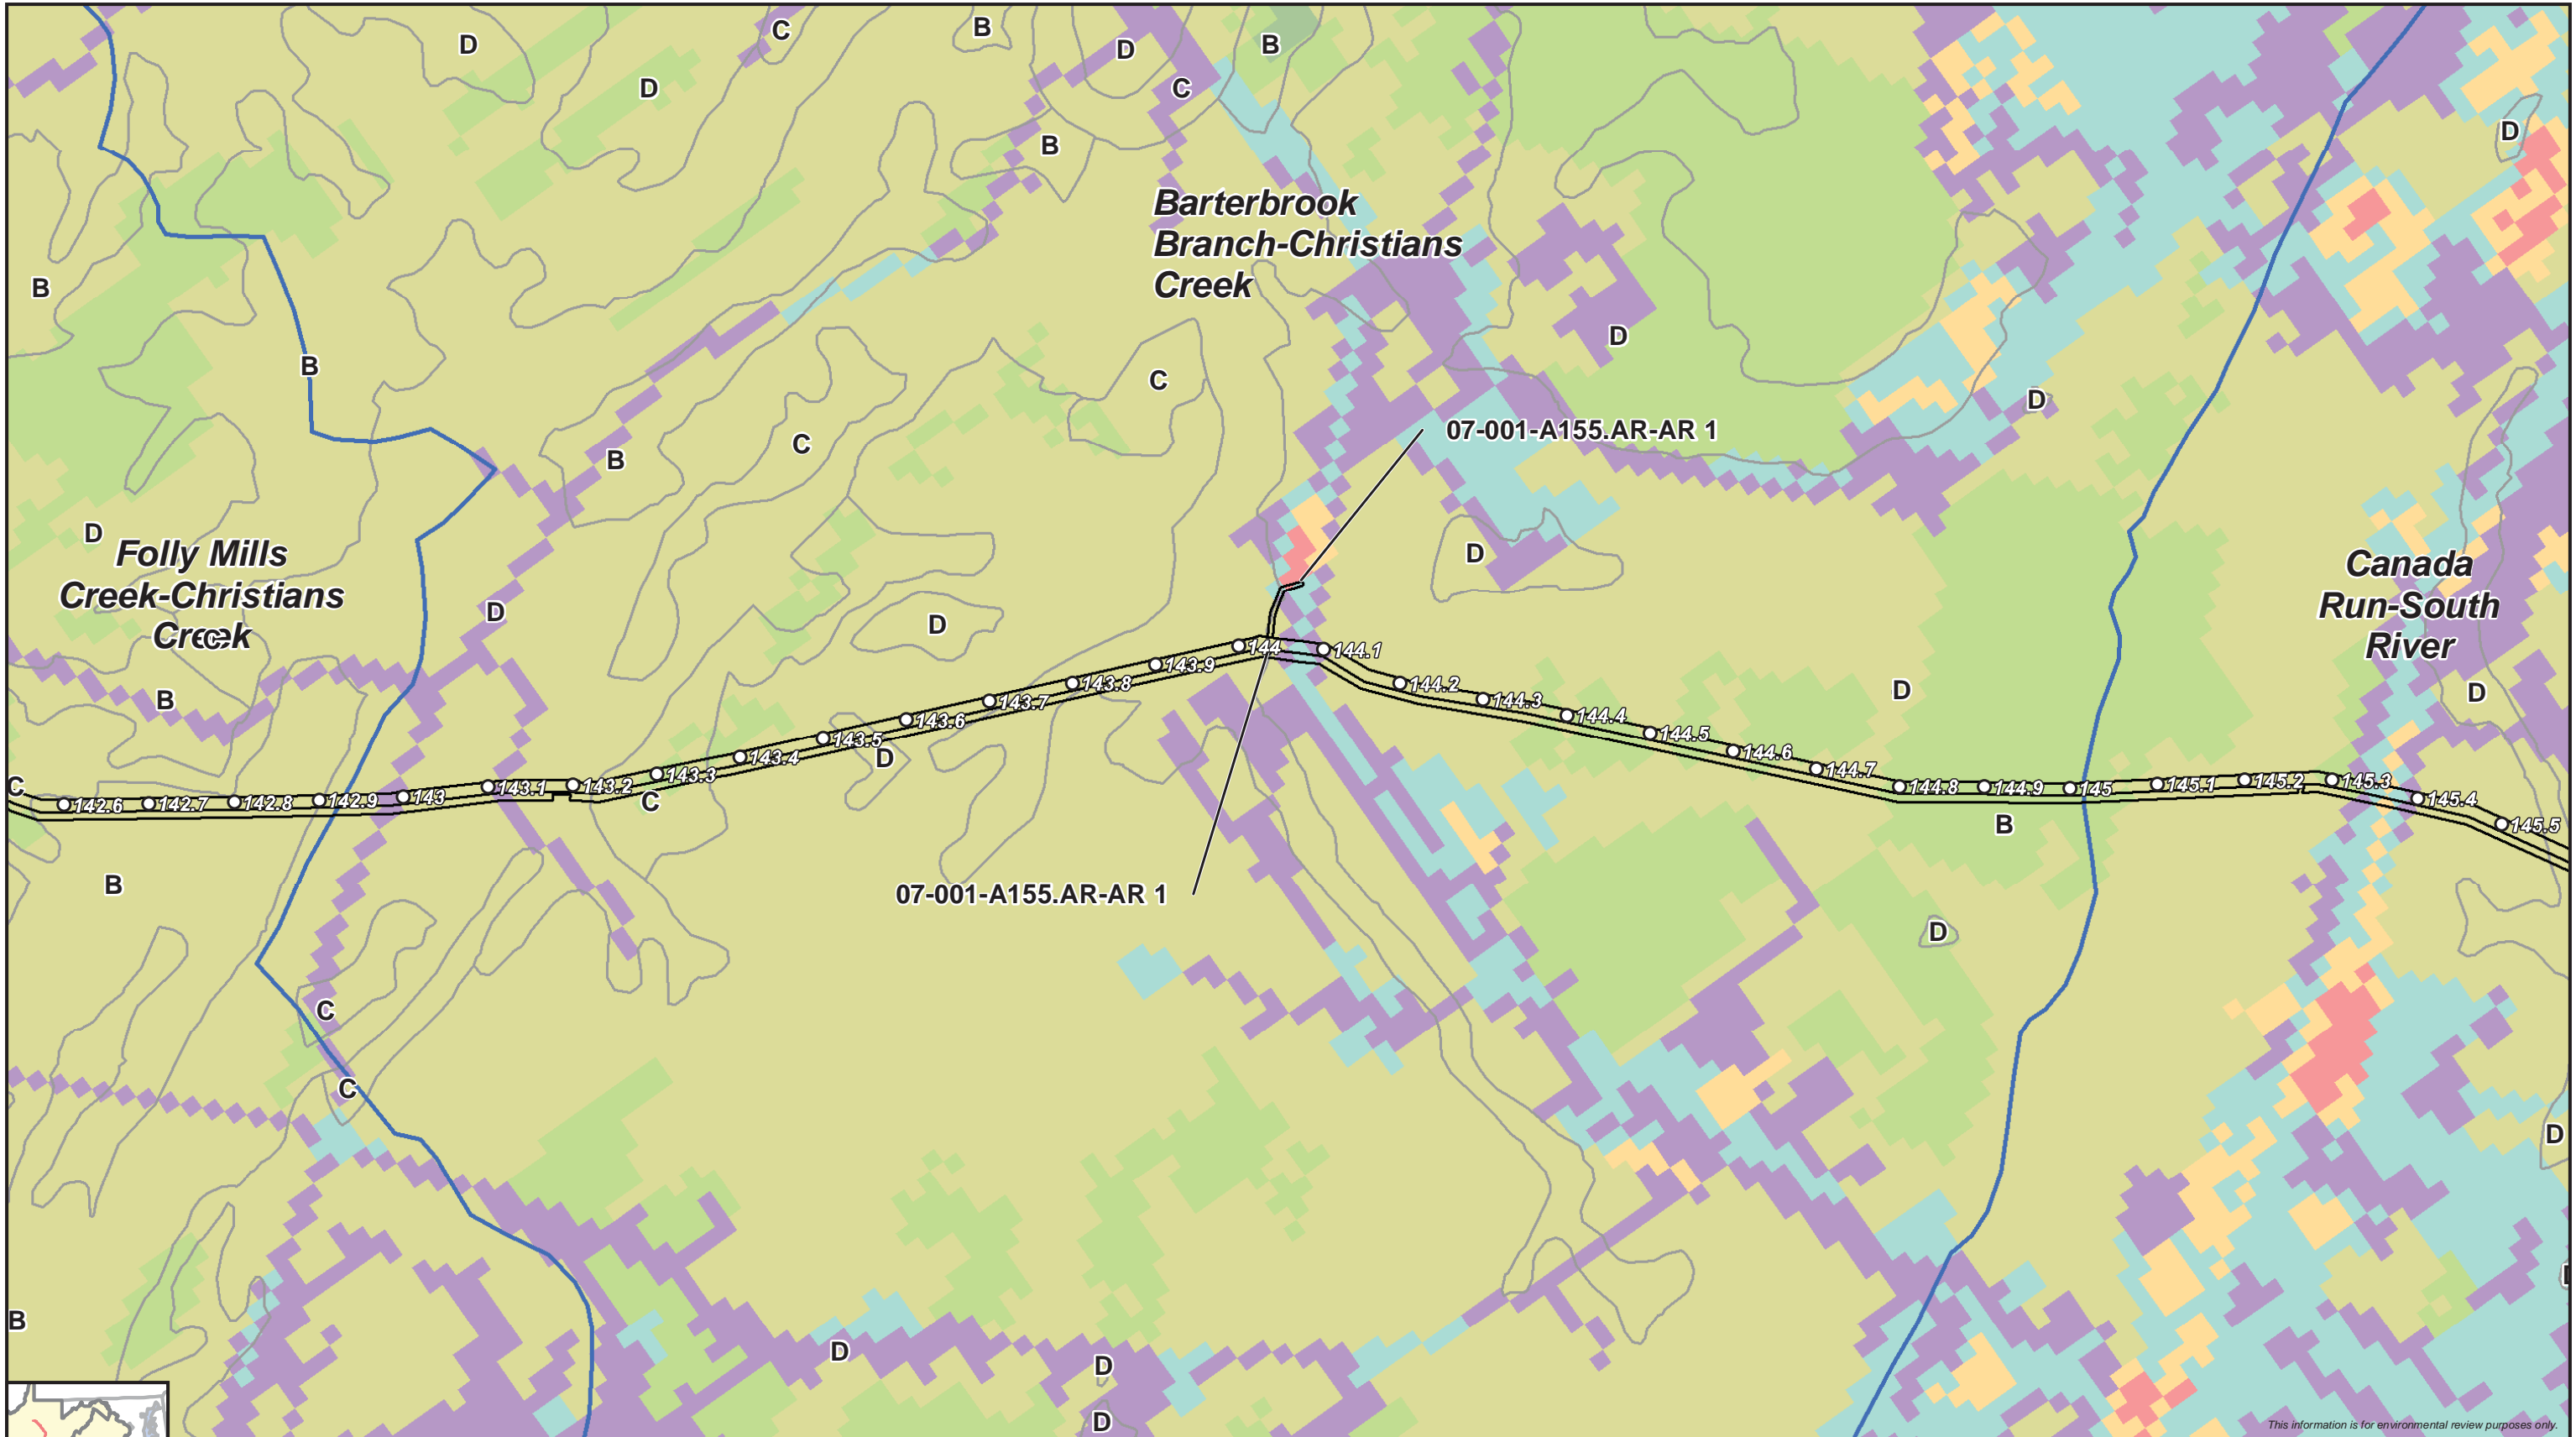 D
C
B
D
B
D
C
B
D
Barterbrook
Branch-Christians
Creek
B
D
B
C
D
C
B
07-001-A155.AR-AR 1
D
D
Folly Mills
Creek-Christians
Creek
C
D
D
Canada
Run-South
River
B
D
D
144
144.1
143.9
143.8
143.7
143.6
143.5
143.4
143.3
143.2
143.1
143
142.9
142.8
142.7
142.6
144.2
144.3
144.4
144.5
144.6
144.7
144.8
144.9
145
145.1
145.2
145.3
145.4
145.5
D
C
C
B
B
07-001-A155.AR-AR 1
D
C
C
D
B
D
D
D
This information is for environmental review purposes only.